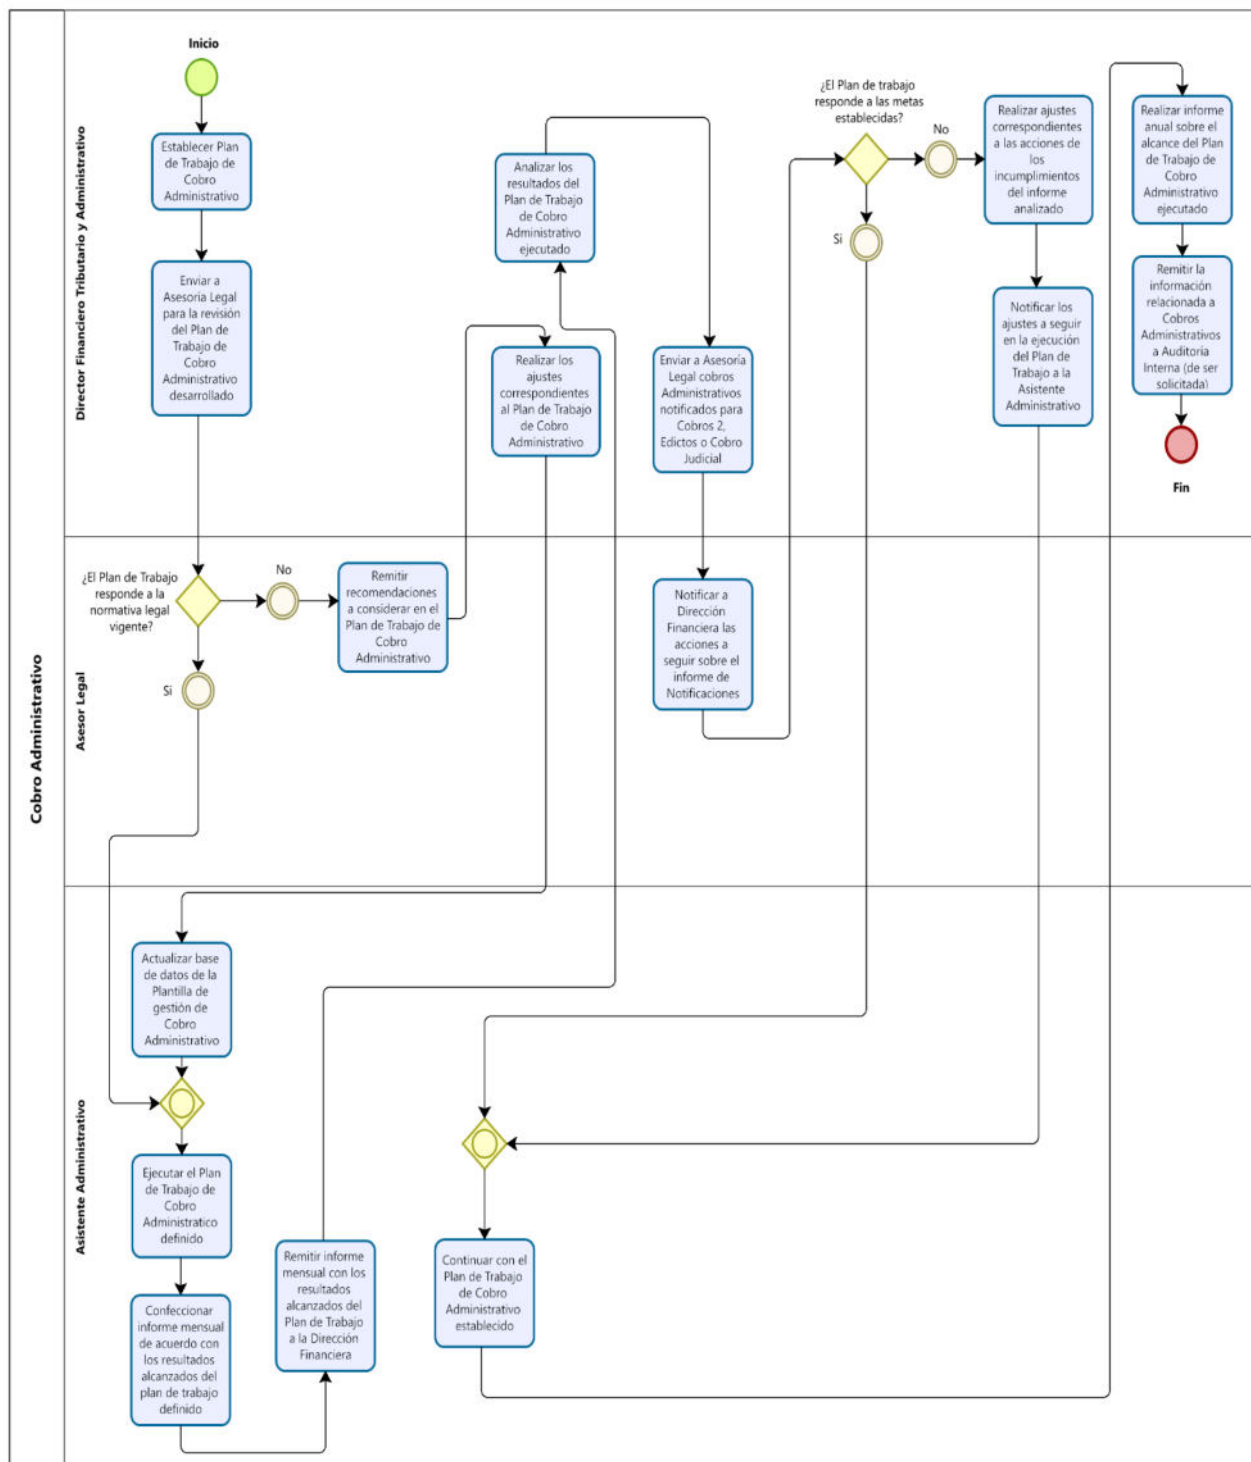 Cobro Administrativo
Director Financiero Tributario y Administrativo
Inicio
Establecer Plan
de Trabajo de
Cobro
Administrativo
Enviar a
Asesoría Legal
para la revisión
del Plan de
Trabajo de
Cobro
Administrativo
desarrollado
Analizar los
resultados del
Plan de Trabajo
de Cobro
Administrativo
ejecutado
Realizar los
ajustes
correspondientes
al Plan de Trabajo
de Cobro
Administrativo
Enviar a Asesoría
Legal cobros
Administrativos
notificados para
Cobros 2,
Edictos o Cobro
Judicial
¿El Plan de trabajo
responde a las metas
establecidas?
No
Si
Realizar ajustes
correspondientes
a las acciones de
los
incumplimientos
del informe
analizado
Notificar los
ajustes a seguir
en la ejecución
del Plan de
Trabajo a la
Asistente
Administrativo
Realizar informe
anual sobre el
alcance del Plan
de Trabajo de
Cobro
Administrativo
ejecutado
Remitir la
información
relacionada a
Cobros
Administrativos
a Auditoria
Interna (de ser
solicitada)
Fin
Asesor Legal
¿El Plan de Trabajo
responde a la
normativa legal
vigente?
No
Si
Remitir
recomendaciones
a considerar en el
Plan de Trabajo de
Cobro
Administrativo
Notificar a
Dirección
Financiera las
acciones a
seguir sobre el
informe de
Notificaciones
Asistente Administrativo
Actualizar base
de datos de la
Plantilla de
gestión de
Cobro
Administrativo
Ejecutar el Plan
de Trabajo de
Cobro
Administratico
definido
Confeccionar
informe mensual
de acuerdo con
los resultados
alcanzados del
plan de trabajo
definido
Remitir informe
mensual con los
resultados
alcanzados del
Plan de Trabajo
a la Dirección
Financiera
Continuar con el
Plan de Trabajo
de Cobro
Administrativo
establecido